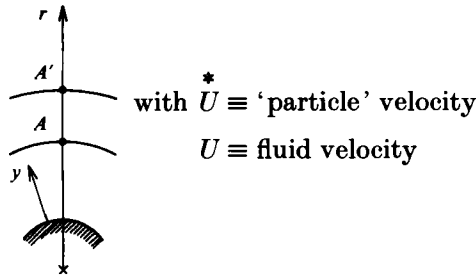 r
A'
with U* ≡ 'particle' velocity
A
U ≡ fluid velocity
y